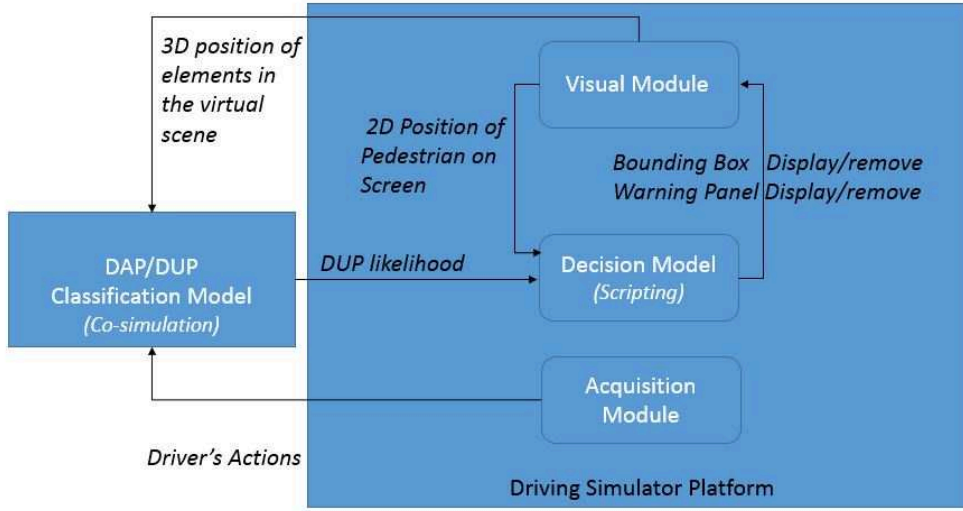 3D position of
elements in
the virtual
scene
Visual Module
2D Position of
Pedestrian on
Screen
Bounding Box Display/remove
Warning Panel Display/remove
DAP/DUP
Classification Model
(Co-simulation)
DUP likelihood
Decision Model
(Scripting)
Acquisition
Module
Driver's Actions
Driving Simulator Platform